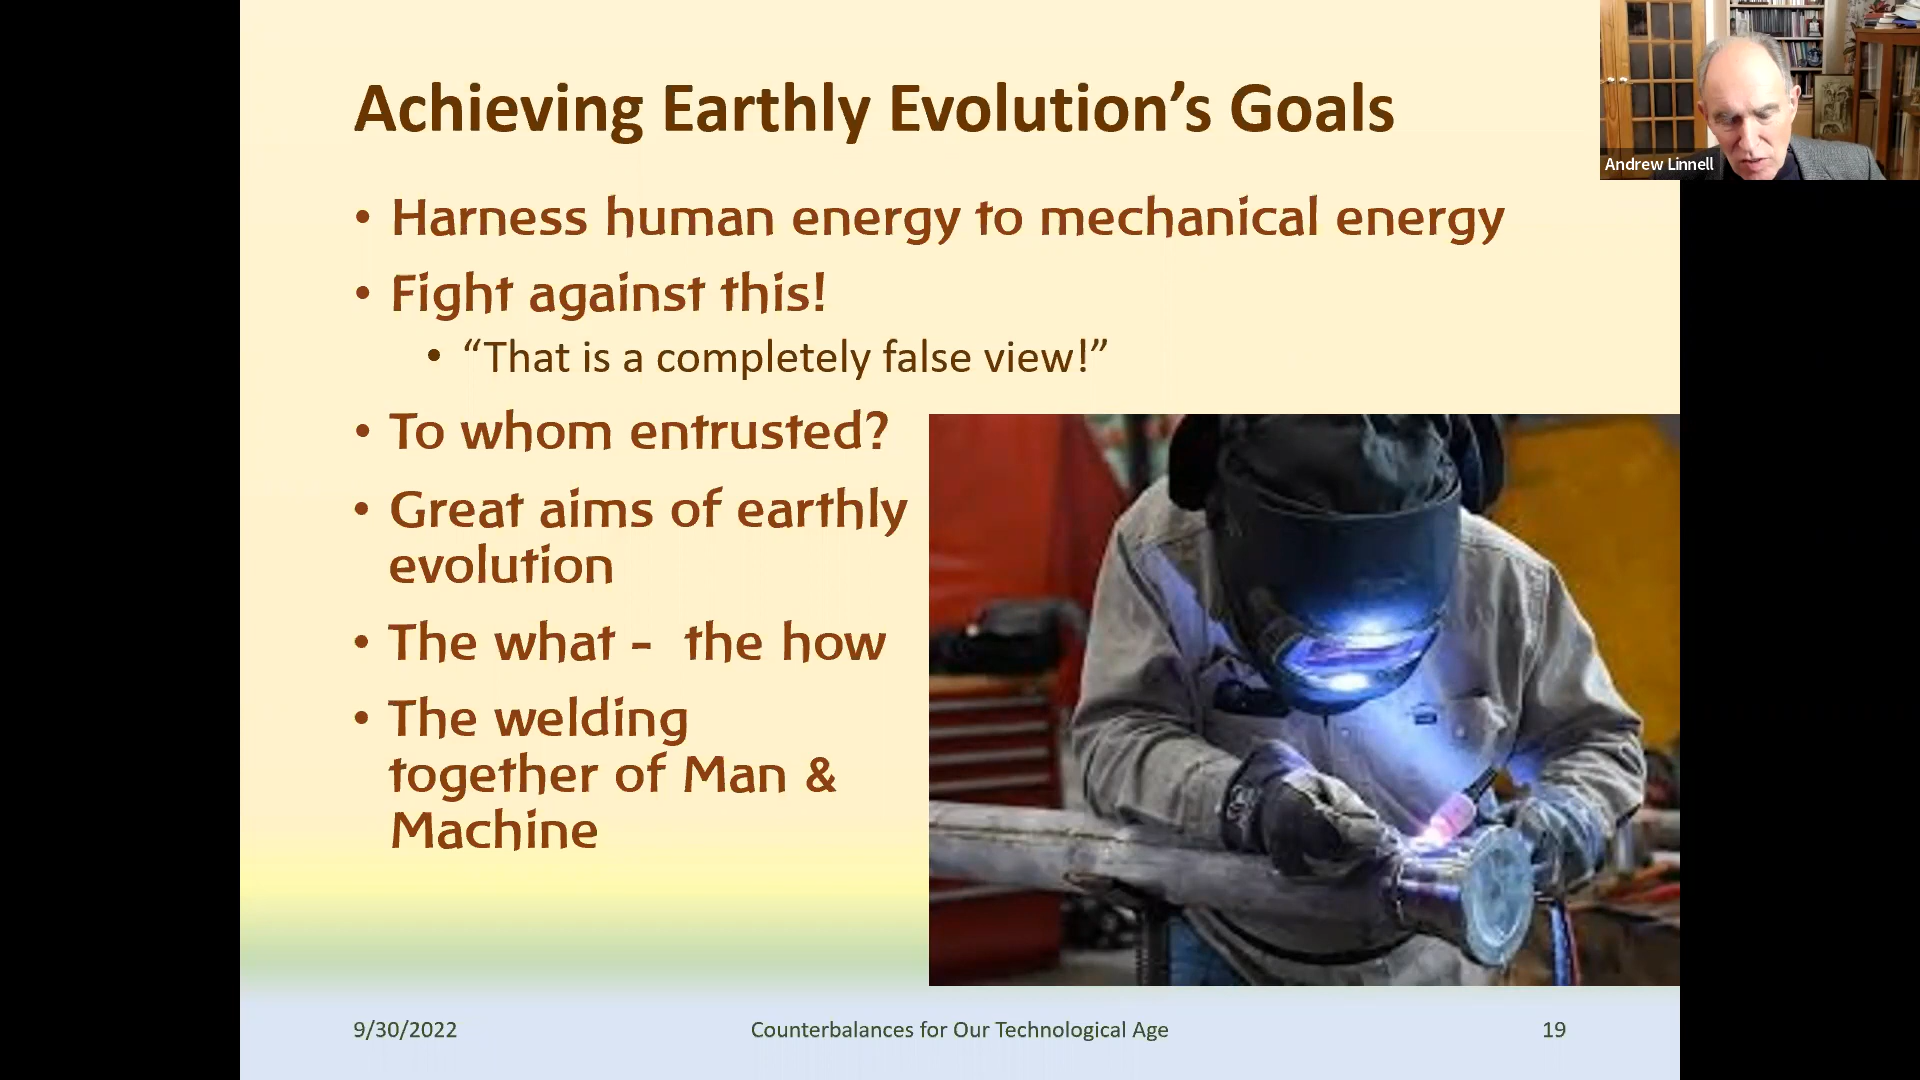 Achieving Earthly Evolution’s Goals
Andrew Linnell
• Harness human energy to mechanical energy
• Fight against this!
• “That is a completely false view!”
• To whom entrusted?
• Great aims of earthly
evolution
• The what - the how
• The welding
together of Man &
Machine
9/30/2022
Counterbalances for Our Technological Age
19